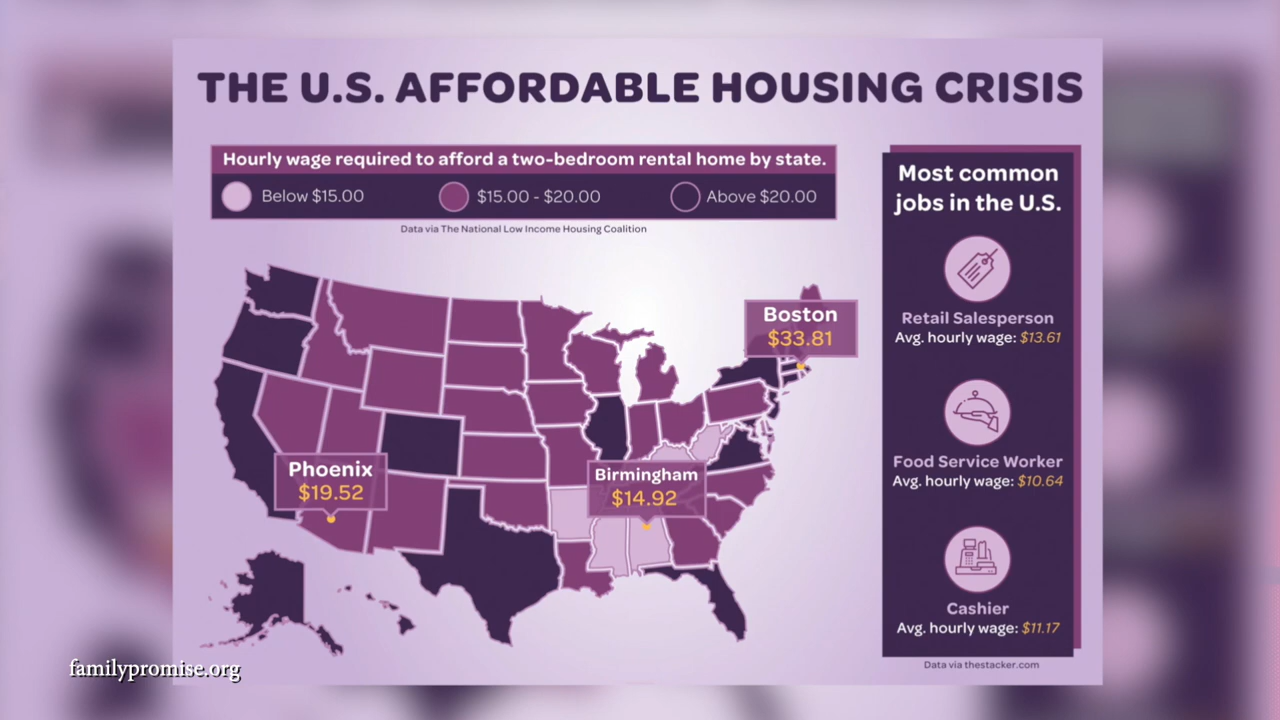 THE U.S. AFFORDABLE HOUSING CRISIS
Hourly wage required to afford a two-bedroom rental home by state.
Below $15.00
$15.00 - $20.00
Above $20.00
Data via The National Low Income Housing Coalition
Boston
$33.81
Phoenix
$19.52
Birmingham
$14.92
Most common
jobs in the U.S.
Retail Salesperson
Avg. hourly wage: $13.61
Food Service Worker
Avg. hourly wage: $10.64
Cashier
Avg. hourly wage: $11.17
Data via thestacker.com
familypromise.org